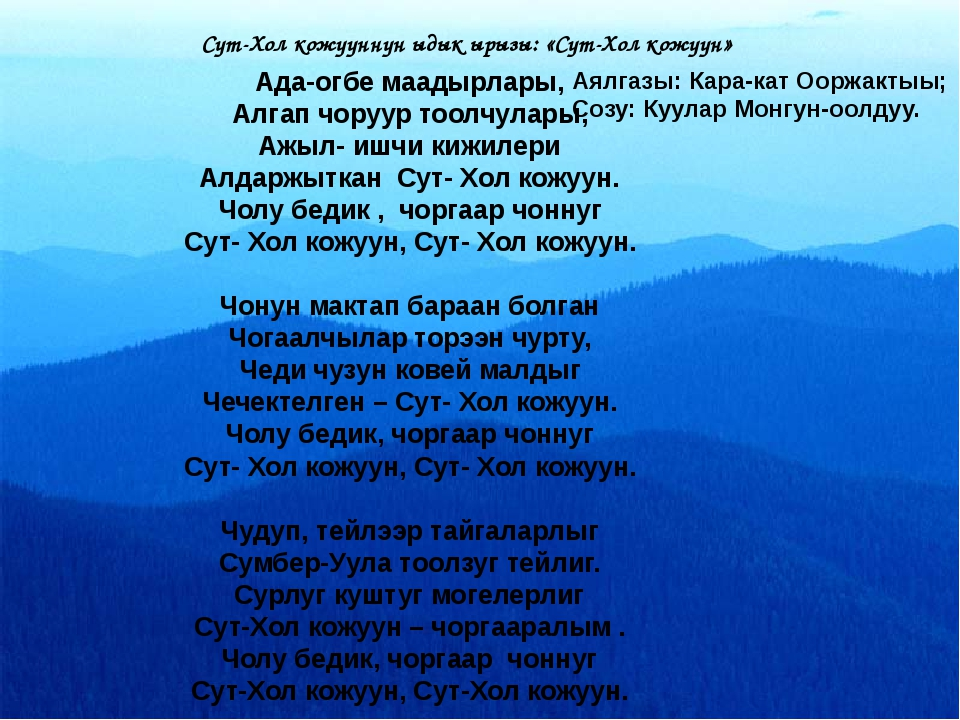 Сут-Хол кожууннун ыдык ырызы: «Сут-Хол кожуун»
Аялгазы: Кара-кат Ооржактыы;
Созу: Куулар Монгун-оолдуу.
Ада-огбе маадырлары,
Алгап чоруур тоолчулары,
Ажыл- ишчи кижилери
Алдаржыткан Сут- Хол кожуун.
Чолу бедик , чоргаар чоннуг
Сут- Хол кожуун, Сут- Хол кожуун.

Чонун мактап бараан болган
Чогаалчылар торээн чурту,
Чеди чузун ковей малдыг
Чечектелген – Сут- Хол кожуун.
Чолу бедик, чоргаар чоннуг
Сут- Хол кожуун, Сут- Хол кожуун.

Чудуп, тейлээр тайгаларлыг
Сумбер-Уула тоолзуг тейлиг.
Сурлуг куштуг могелерлиг
Сут-Хол кожуун – чоргааралым .
Чолу бедик, чоргаар чоннуг
Сут-Хол кожуун, Сут-Хол кожуун.